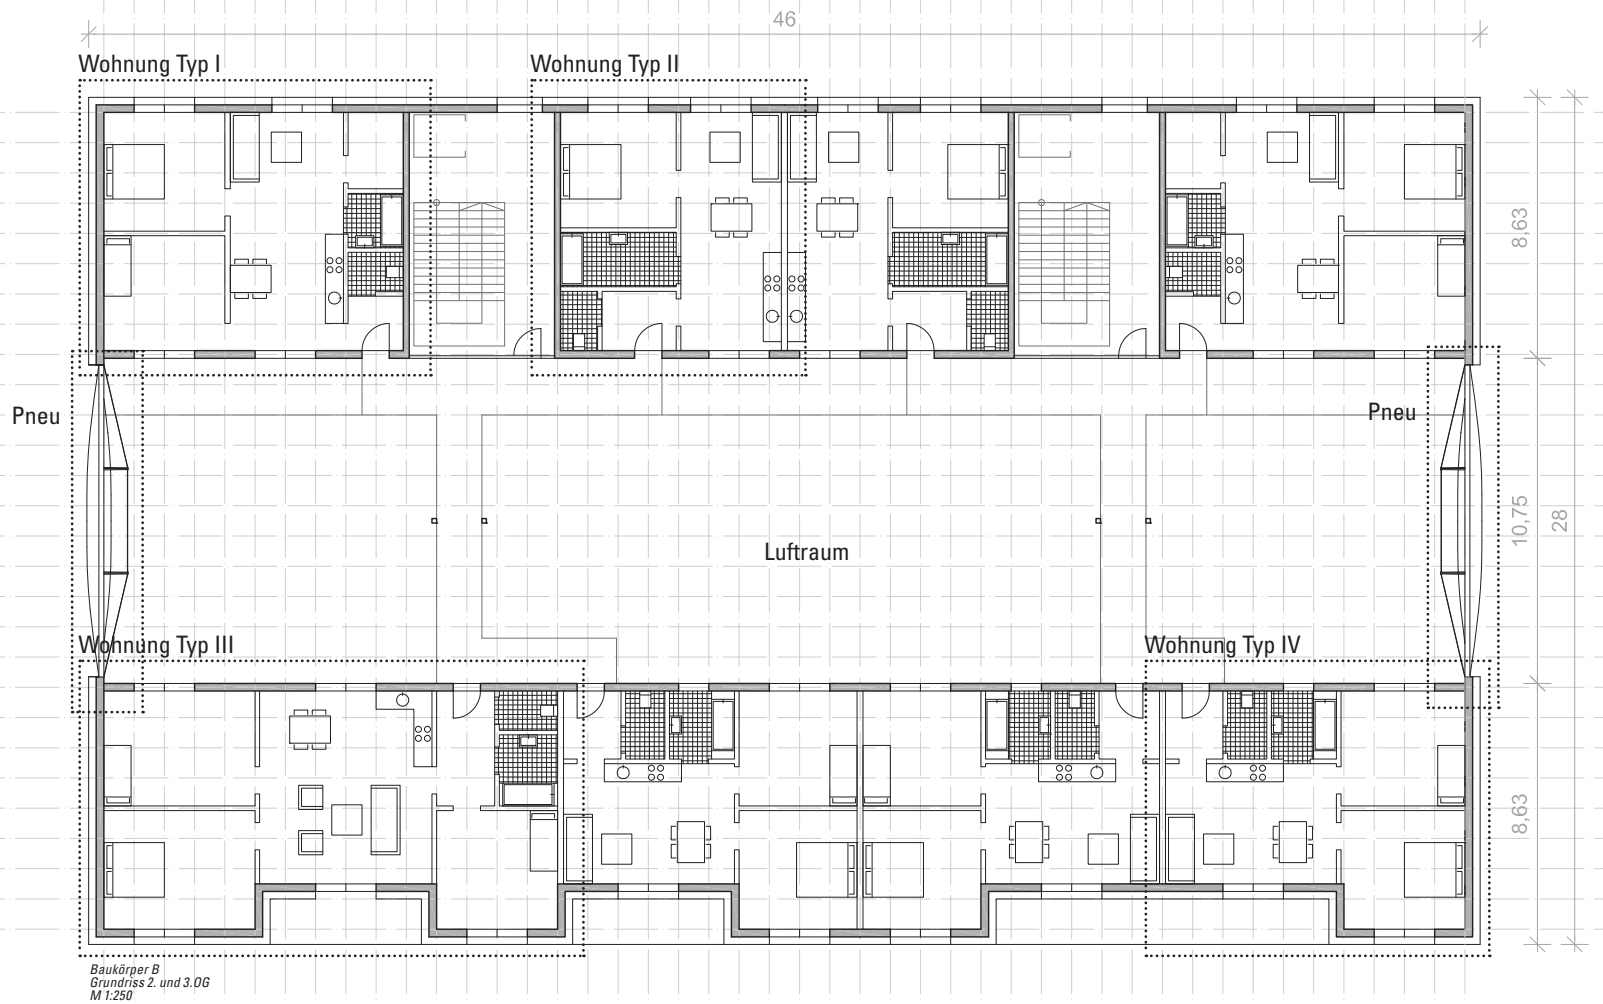 46
Wohnung Typ I
Wohnung Typ II
8,63
Pneu
Pneu
10,75
28
Luftraum
Wohnung Typ III
Wohnung Typ IV
8,63
Baukörper B
Grundriss 2. und 3.OG
M 1:250